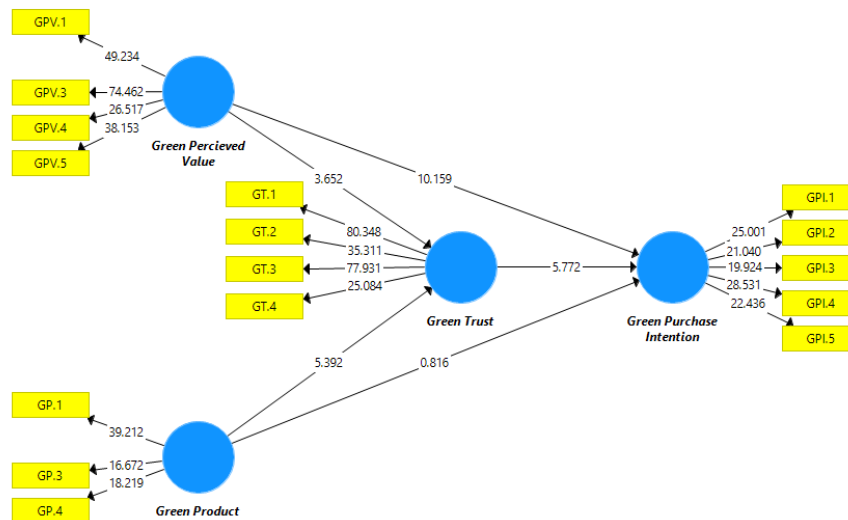 GPV.1
49.234
GPV.3
74.462
GPV.4
26.517
GPV.5
38.153
Green Percieved
Value
3.652
10.159
GT.1
80.348
GT.2
35.311
GT.3
77.931
GT.4
25.084
Green Trust
5.772
GPI.1
25.001
GPI.2
21.040
GPI.3
19.924
GPI.4
28.531
GPI.5
22.436
Green Purchase
Intention
5.392
0.816
GP.1
39.212
GP.3
16.672
GP.4
18.219
Green Product